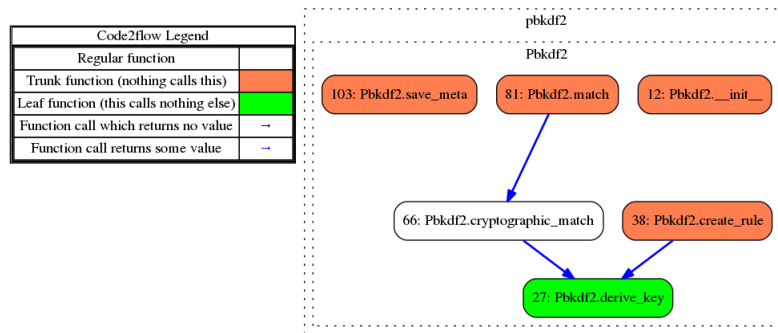 Code2flow Legend
Regular function
Trunk function (nothing calls this)
Leaf function (this calls nothing else)
Function call which returns no value →
Function call returns some value →
pbkdf2
Pbkdf2
103: Pbkdf2.save_meta
81: Pbkdf2.match
12: Pbkdf2.__init__
66: Pbkdf2.cryptographic_match
38: Pbkdf2.create_rule
27: Pbkdf2.derive_key